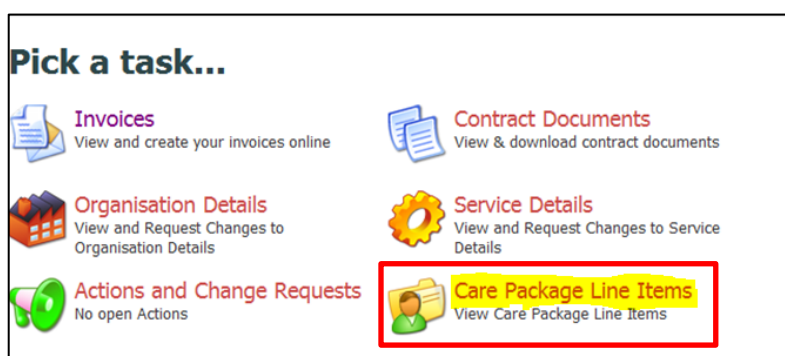 Pick a task...
Invoices
View and create your invoices online
Contract Documents
View & download contract documents
Organisation Details
View and Request Changes to
Organisation Details
Service Details
View and Request Changes to Service
Details
Actions and Change Requests
No open Actions
Care Package Line Items
View Care Package Line Items